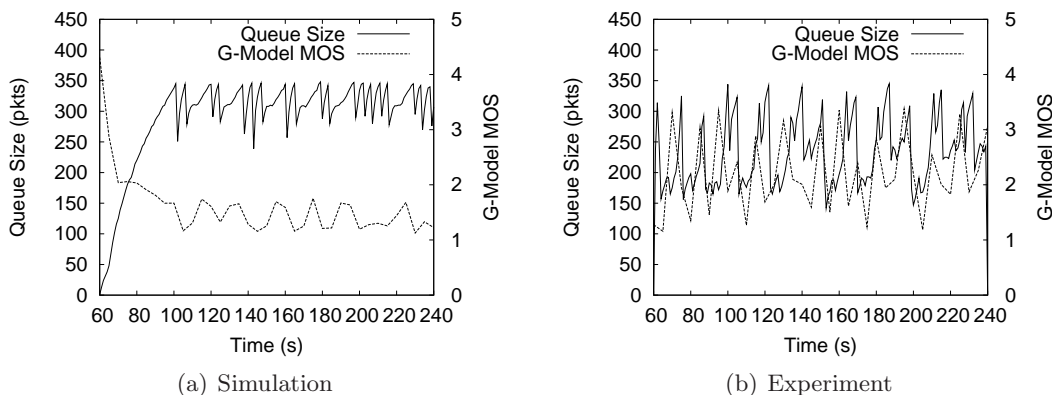 Queue Size (pkts)
450
400
350
300
250
200
150
100
50
0
Queue Size
G-Model MOS
5
4
3
2
1
0
G-Model MOS
60 80 100 120 140 160 180 200 220 240
Time (s)
(a) Simulation
Queue Size (pkts)
450
400
350
300
250
200
150
100
50
0
Queue Size
G-Model MOS
5
4
3
2
1
0
G-Model MOS
60 80 100 120 140 160 180 200 220 240
Time (s)
(b) Experiment